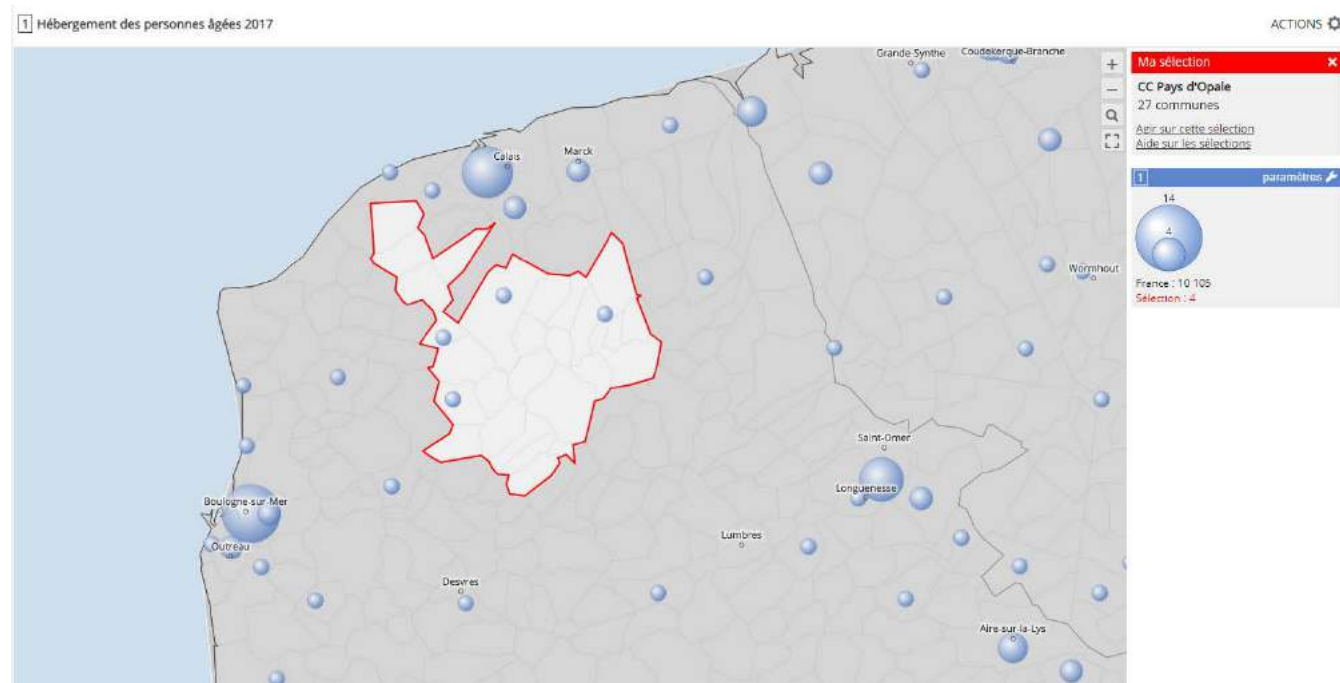 1 Hébergement des personnes âgées 2017
ACTIONS
Grande-Synthe
Coudekerque-Branche
Calais
Marck
Wormhout
Saint-Omer
Longuenesse
Boulogne-sur-Mer
Outreau
Lumbres
Desvres
Aire-sur-la-Lys
+
−
Ma sélection ×
CC Pays d'Opale
27 communes
Agir sur cette sélection
Aide sur les sélections
1 paramètres
14
4
France : 10 105
Sélection : 4